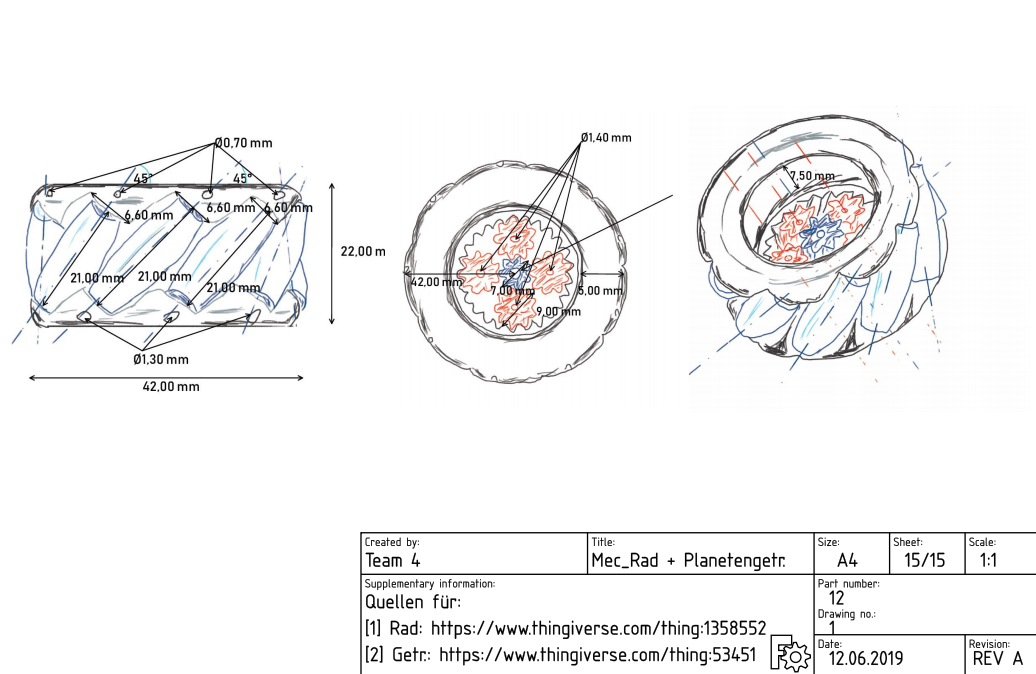 Ø0,70 mm
45°
45°
6,60 mm
6,60 mm
6,60 mm
21,00 mm
21,00 mm
21,00 mm
Ø1,30 mm
42,00 mm
22,00 m
Ø1,40 mm
42,00 mm
7,00 mm
5,00 mm
9,00 mm
7,50 mm
Created by:
Team 4
Title:
Mec_Rad + Planetengetr.
Size:
A4
Sheet:
15/15
Scale:
1:1
Supplementary information:
Quellen für:
[1] Rad: https://www.thingiverse.com/thing:1358552
[2] Getr.: https://www.thingiverse.com/thing:53451
Part number:
12
Drawing no.:
1
Date:
12.06.2019
Revision:
REV A